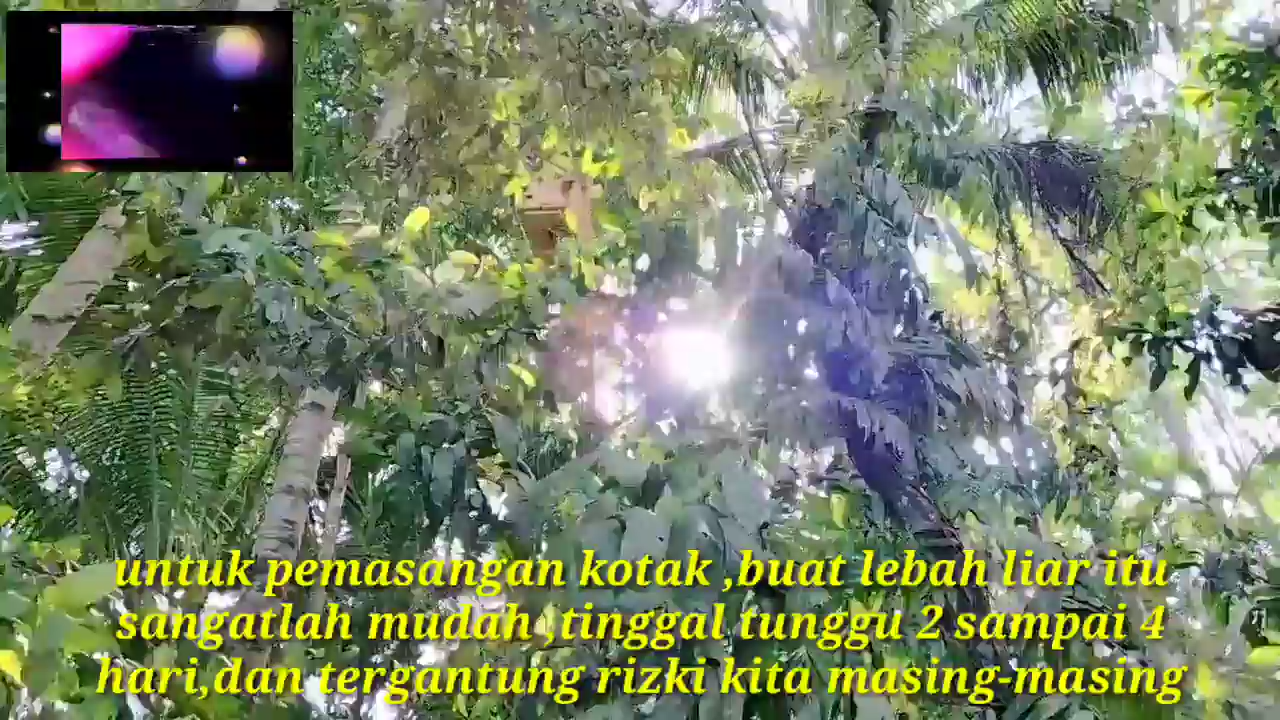 untuk pemasangan kotak ,buat lebah liar itu
sangatlah mudah ,tinggal tunggu 2 sampai 4
hari,dan tergantung rizki kita masing-masing